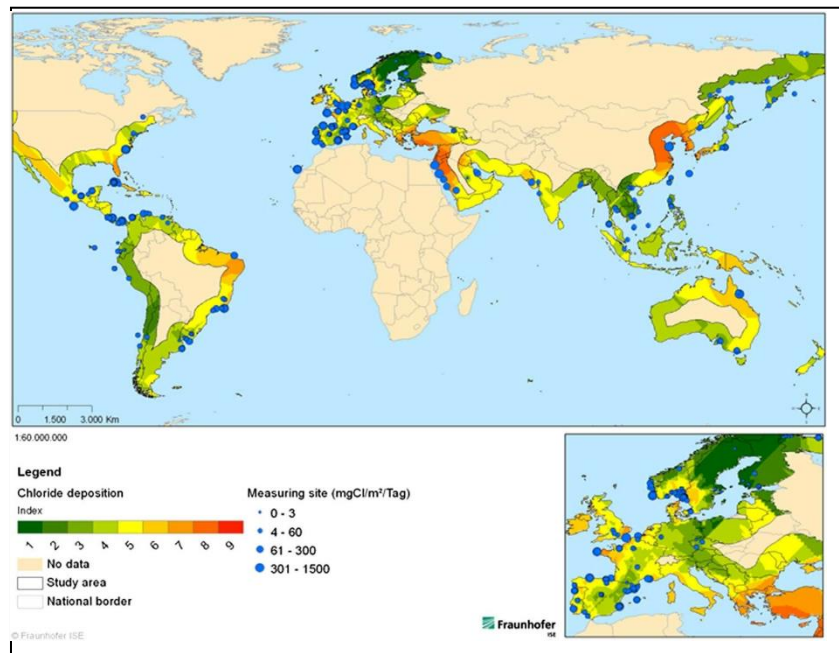 0 1.500 3.000 Km
1:60.000.000
Legend
Chloride deposition
Index
1 2 3 4 5 6 7 8 9
No data
Study area
National border
Measuring site (mgCl/m²/Tag)
0 - 3
4 - 60
61 - 300
301 - 1500
Fraunhofer
ISE
© Fraunhofer ISE